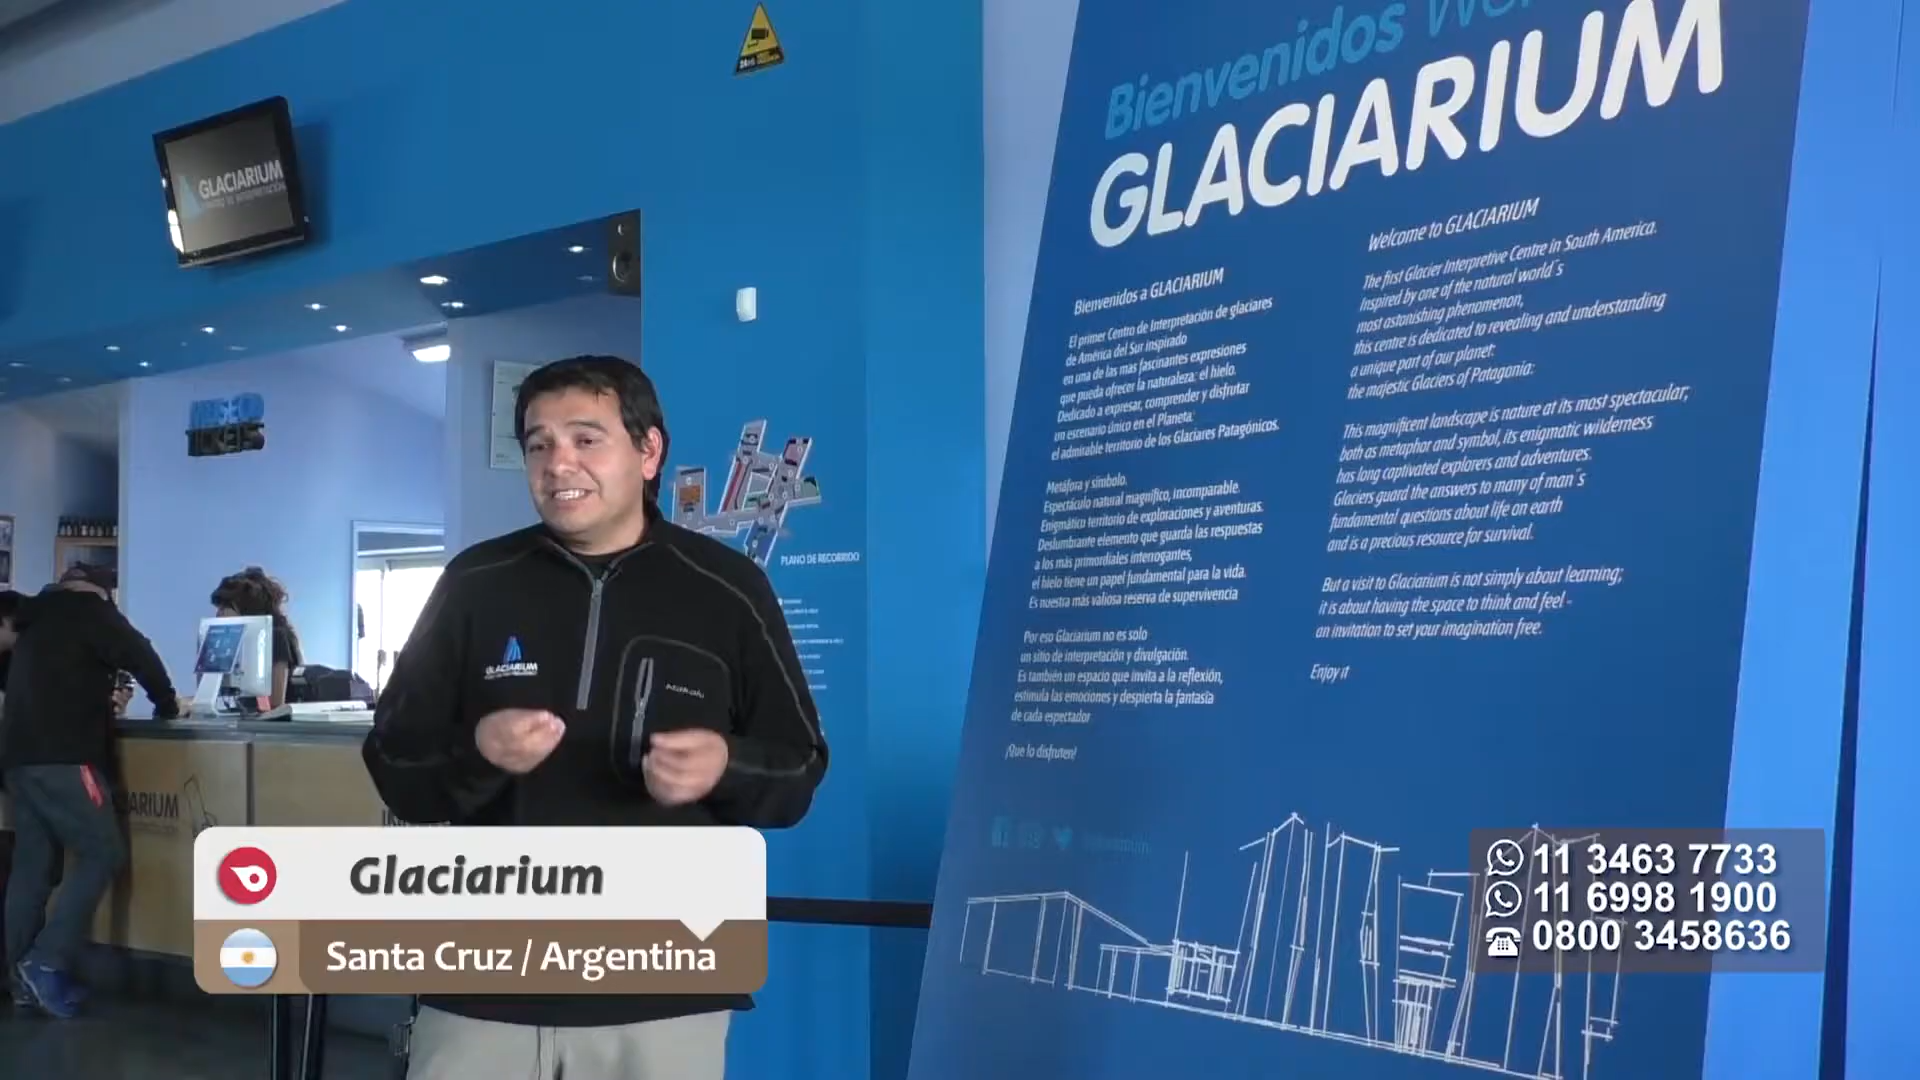 Bienvenidos
GLACIARIUM
GLACIARIUM
CENTRO DE INTERPRETACIÓN
MUSEO
TICKETS
PLANO DE RECORRIDO
Bienvenidos a GLACIARIUM
El primer Centro de Interpretación de glaciares
de América del Sur inspirado
en una de las más fascinantes expresiones
que pueda ofrecer la naturaleza: el hielo.
Dedicado a expresar, comprender y disfrutar
un escenario único en el Planeta:
el admirable territorio de los Glaciares Patagónicos.
Metáfora y símbolo.
Espectáculo natural magnífico, incomparable.
Enigmático territorio de exploraciones y aventuras.
Deslumbrante elemento que guarda las respuestas
a los más primordiales interrogantes,
el hielo tiene un papel fundamental para la vida.
Es nuestra más valiosa reserva de supervivencia
Por eso Glaciarium no es solo
un sitio de interpretación y divulgación.
Es también un espacio que invita a la reflexión,
estimula las emociones y despierta la fantasía
de cada espectador
¡Que lo disfruten!
Welcome to GLACIARIUM
The first Glacier Interpretive Centre in South America.
Inspired by one of the natural world´s
most astonishing phenomenon,
this centre is dedicated to revealing and understanding
a unique part of our planet:
the majestic Glaciers of Patagonia:
This magnificent landscape is nature at its most spectacular;
both as metaphor and symbol, its enigmatic wilderness
has long captivated explorers and adventures.
Glaciers guard the answers to many of man´s
fundamental questions about life on earth
and is a precious resource for survival.
But a visit to Glaciarium is not simply about learning;
it is about having the space to think and feel -
an invitation to set your imagination free.
Enjoy it
GLACIARIUM
Glaciarium
Santa Cruz / Argentina
11 3463 7733
11 6998 1900
0800 3458636